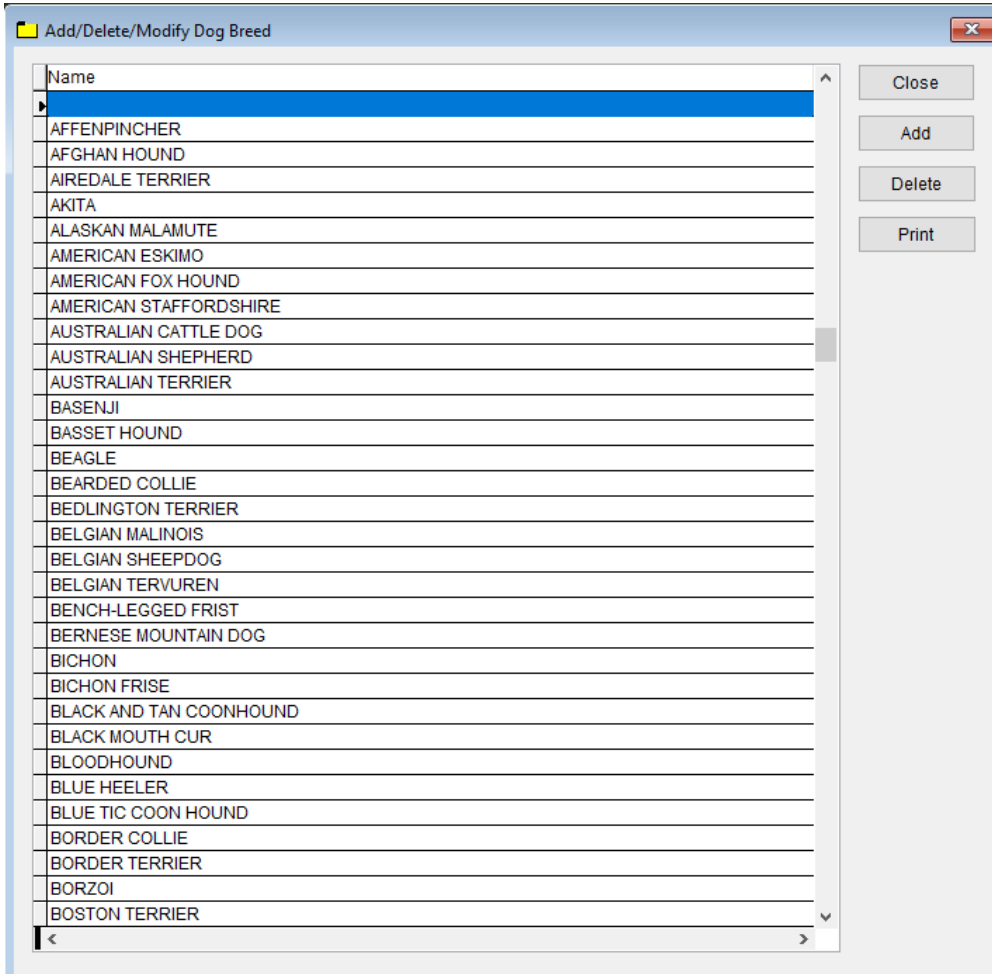 Add/Delete/Modify Dog Breed
Name
Close
Add
Delete
Print
AFFENPINCHER
AFGHAN HOUND
AIREDALE TERRIER
AKITA
ALASKAN MALAMUTE
AMERICAN ESKIMO
AMERICAN FOX HOUND
AMERICAN STAFFORDSHIRE
AUSTRALIAN CATTLE DOG
AUSTRALIAN SHEPHERD
AUSTRALIAN TERRIER
BASENJI
BASSET HOUND
BEAGLE
BEARDED COLLIE
BEDLINGTON TERRIER
BELGIAN MALINOIS
BELGIAN SHEEPDOG
BELGIAN TERVUREN
BENCH-LEGGED FRIST
BERNESE MOUNTAIN DOG
BICHON
BICHON FRISE
BLACK AND TAN COONHOUND
BLACK MOUTH CUR
BLOODHOUND
BLUE HEELER
BLUE TIC COON HOUND
BORDER COLLIE
BORDER TERRIER
BORZOI
BOSTON TERRIER